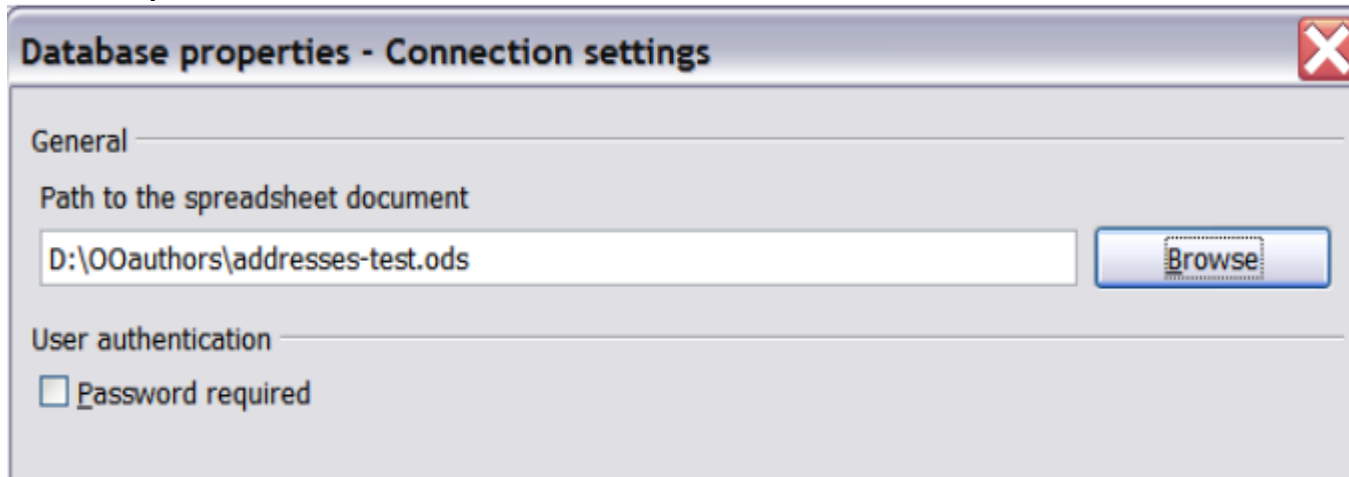 Database properties - Connection settings
General
Path to the spreadsheet document
D:\OOauthors\addresses-test.ods
Browse
User authentication
Password required